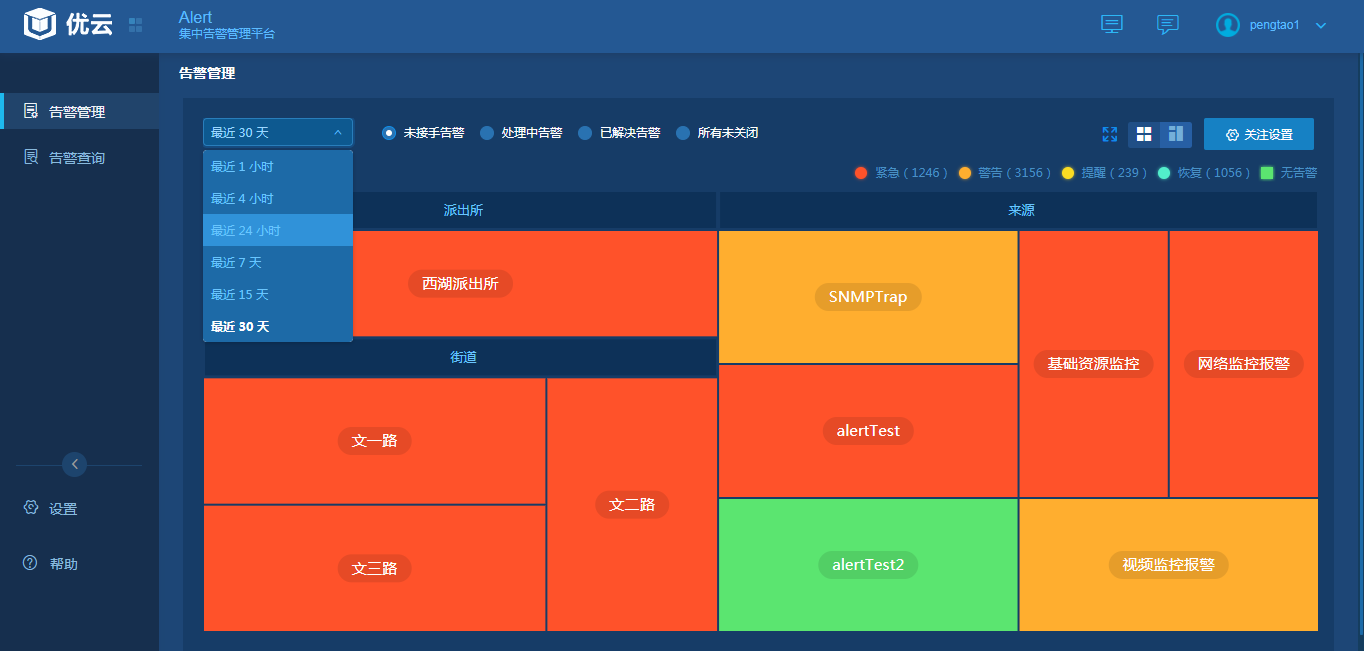 优云
Alert
集中告警管理平台
pengtao1
告警管理
告警查询
设置
帮助
告警管理
最近 30 天
未接手告警
处理中告警
已解决告警
所有未关闭
关注设置
最近 1 小时
最近 4 小时
最近 24 小时
最近 7 天
最近 15 天
最近 30 天
紧急 ( 1246 )
警告 ( 3156 )
提醒 ( 239 )
恢复 ( 1056 )
无告警
派出所
西湖派出所
街道
文一路
文二路
文三路
来源
SNMPTrap
alertTest
基础资源监控
网络监控报警
alertTest2
视频监控报警